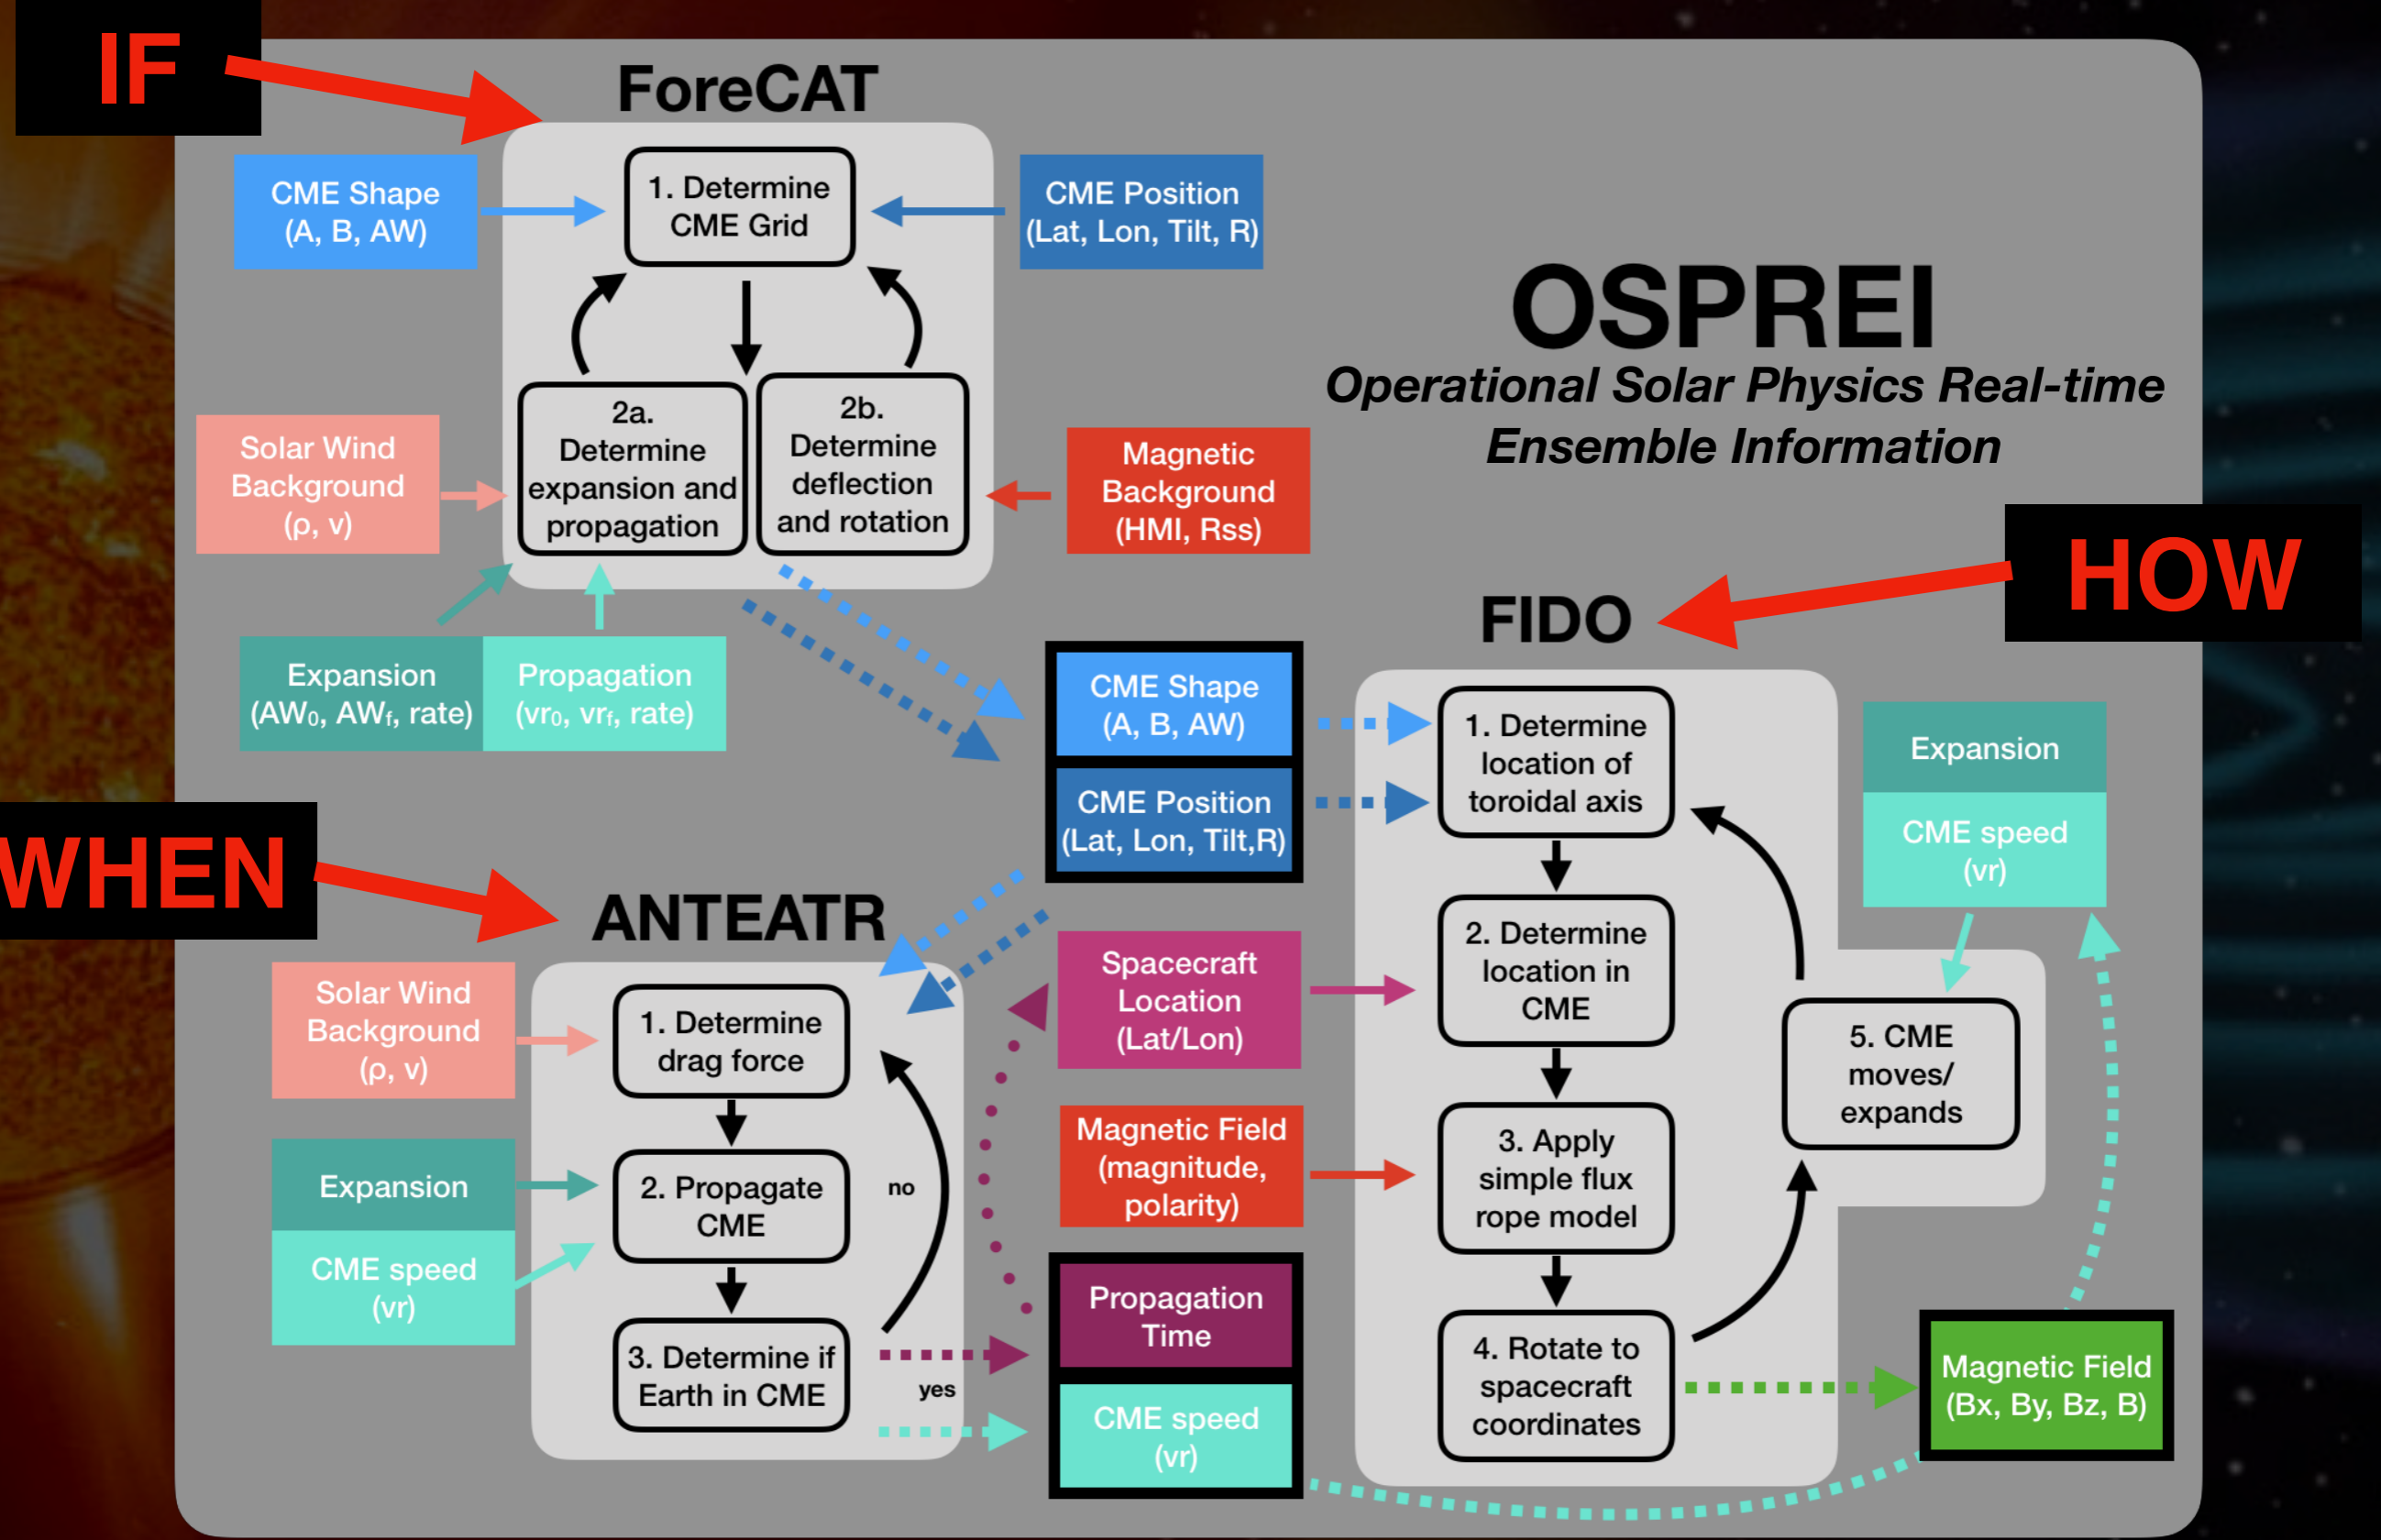 IF
ForeCAT
CME Shape
(A, B, AW)
1. Determine
CME Grid
CME Position
(Lat, Lon, Tilt, R)
OSPREI
Operational Solar Physics Real-time
Ensemble Information
Solar Wind
Background
(ρ, v)
2a.
Determine
expansion and
propagation
2b.
Determine
deflection
and rotation
Magnetic
Background
(HMI, Rss)
Expansion
(AW₀, AWf, rate)
Propagation
(vr₀, vrf, rate)
HOW
FIDO
CME Shape
(A, B, AW)
CME Position
(Lat, Lon, Tilt,R)
1. Determine
location of
toroidal axis
Expansion
CME speed
(vr)
WHEN
ANTEATR
Solar Wind
Background
(ρ, v)
1. Determine
drag force
Spacecraft
Location
(Lat/Lon)
2. Determine
location in
CME
5. CME
moves/
expands
Expansion
CME speed
(vr)
2. Propagate
CME
no
Magnetic Field
(magnitude,
polarity)
3. Apply
simple flux
rope model
3. Determine if
Earth in CME
yes
Propagation
Time
CME speed
(vr)
4. Rotate to
spacecraft
coordinates
Magnetic Field
(Bx, By, Bz, B)